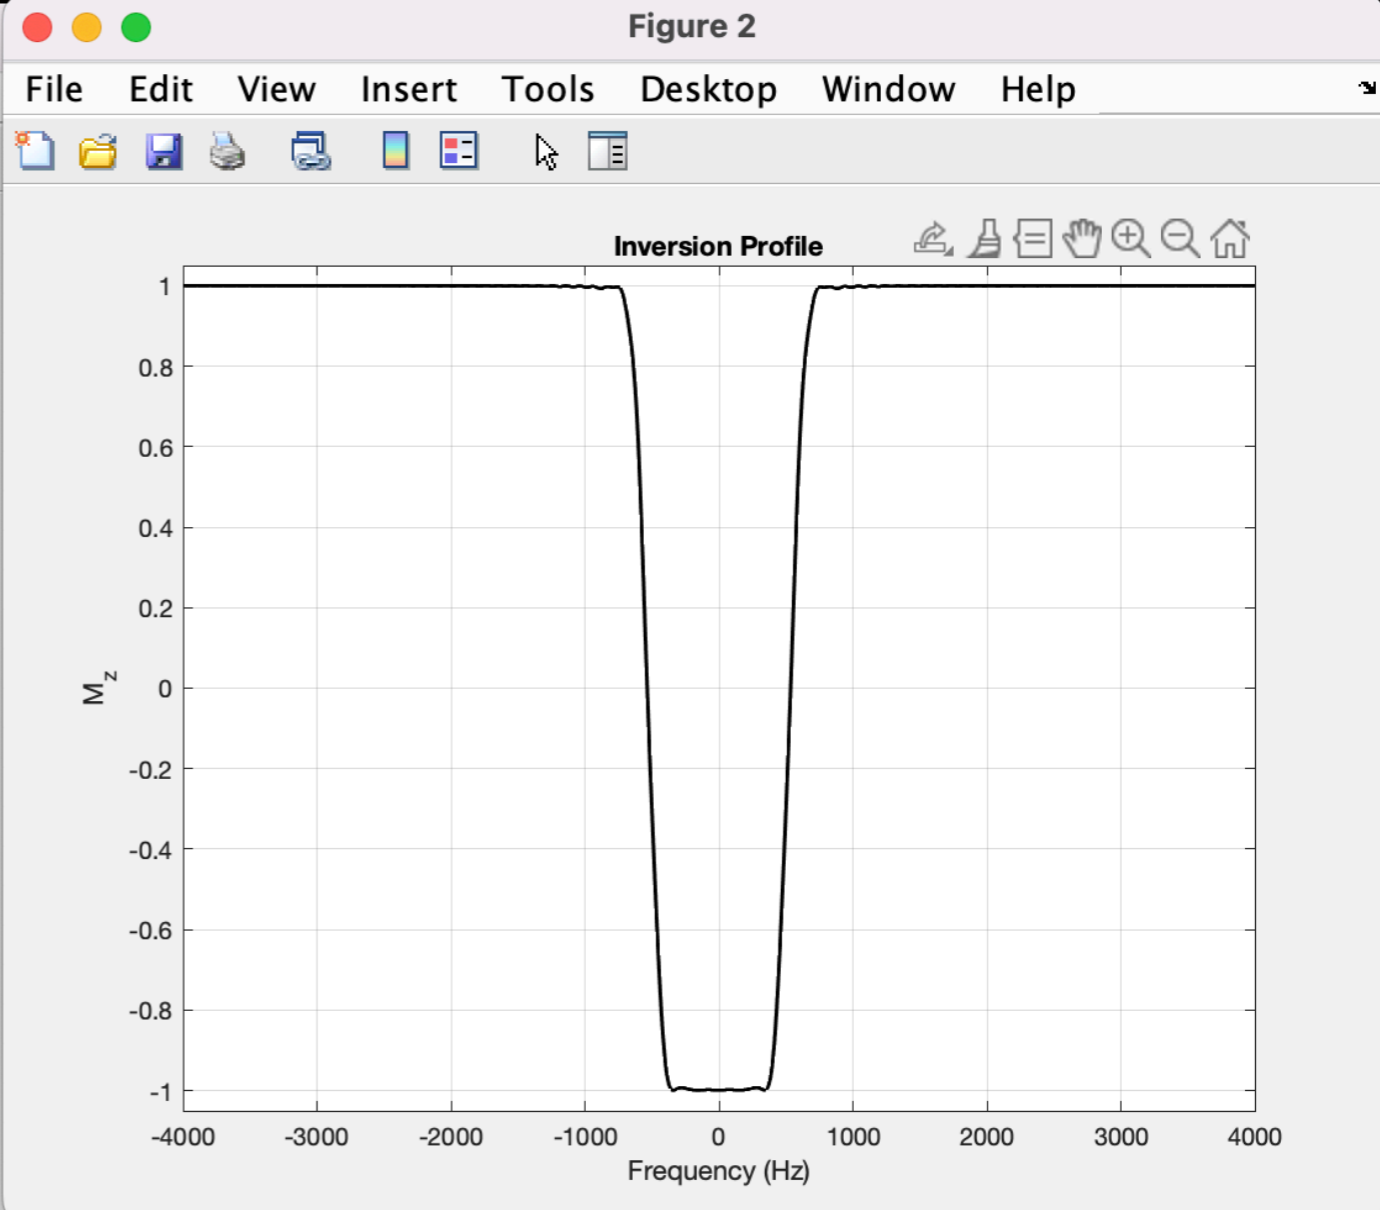 Figure 2
File Edit View Insert Tools Desktop Window Help
Inversion Profile
1
0.8
0.6
0.4
0.2
0
-0.2
-0.4
-0.6
-0.8
-1
M_z
-4000 -3000 -2000 -1000 0 1000 2000 3000 4000
Frequency (Hz)